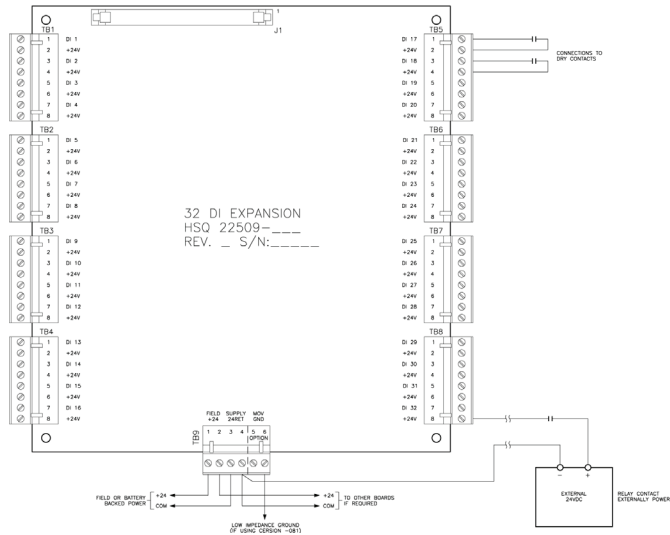 J1
TB1
1 DI 1
2 +24V
3 DI 2
4 +24V
5 DI 3
6 +24V
7 DI 4
8 +24V
TB2
1 DI 5
2 +24V
3 DI 6
4 +24V
5 DI 7
6 +24V
7 DI 8
8 +24V
TB3
1 DI 9
2 +24V
3 DI 10
4 +24V
5 DI 11
6 +24V
7 DI 12
8 +24V
TB4
1 DI 13
2 +24V
3 DI 14
4 +24V
5 DI 15
6 +24V
7 DI 16
8 +24V
32 DI EXPANSION
HSQ 22509-___
REV. _ S/N:_____
TB5
DI 17 1
+24V 2
DI 18 3
+24V 4
DI 19 5
+24V 6
DI 20 7
+24V 8
CONNECTIONS TO
DRY CONTACTS
TB6
DI 21 1
+24V 2
DI 22 3
+24V 4
DI 23 5
+24V 6
DI 24 7
+24V 8
TB7
DI 25 1
+24V 2
DI 26 3
+24V 4
DI 27 5
+24V 6
DI 28 7
+24V 8
TB8
DI 29 1
+24V 2
DI 30 3
+24V 4
DI 31 5
+24V 6
DI 32 7
+24V 8
FIELD SUPPLY MOV
+24 24RET GND
TB9
1 2 3 4 5 6
OPTION
FIELD OR BATTERY
BACKED POWER
+24
COM
+24
COM
TO OTHER BOARDS
IF REQUIRED
LOW IMPEDANCE GROUND
(IF USING CERSION -081)
- +
EXTERNAL
24VDC
RELAY CONTACT
EXTERNALLY POWER